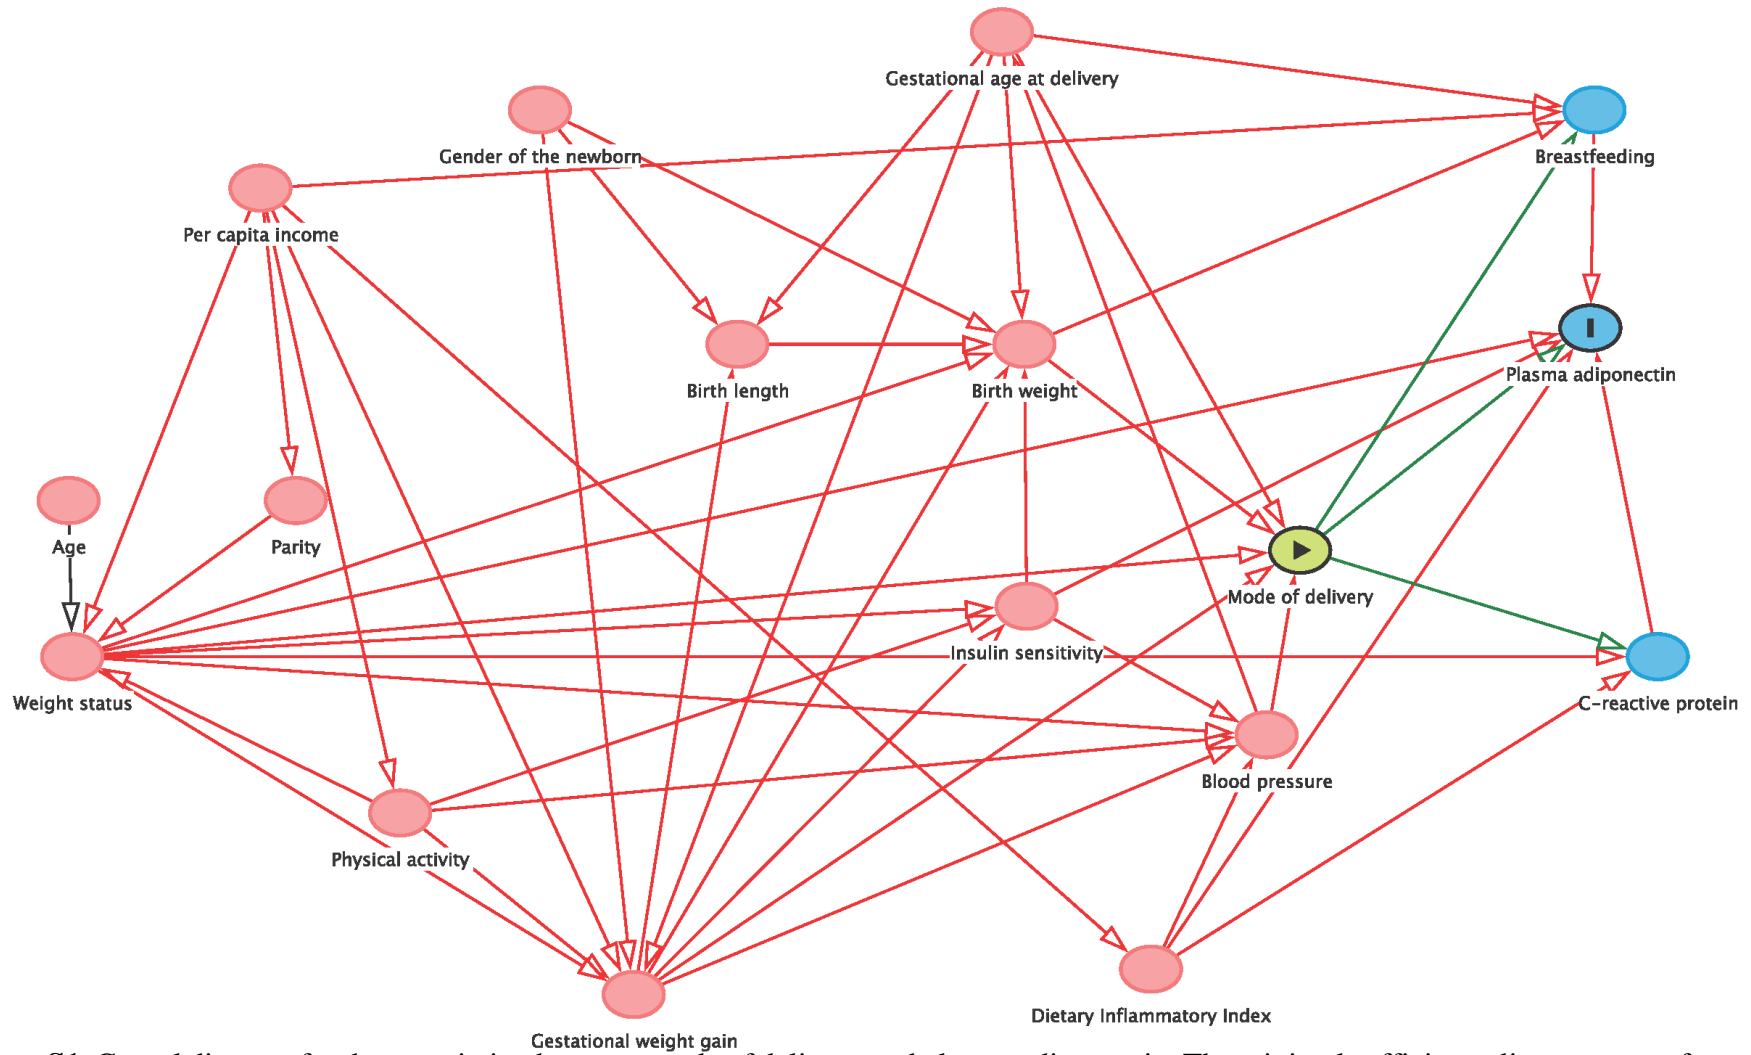 Gestational age at delivery
Gender of the newborn
Breastfeeding
Per capita income
Plasma adiponectin
Birth length
Birth weight
Age
Parity
Mode of delivery
Insulin sensitivity
Weight status
C-reactive protein
Blood pressure
Physical activity
Dietary Inflammatory Index
Gestational weight gain